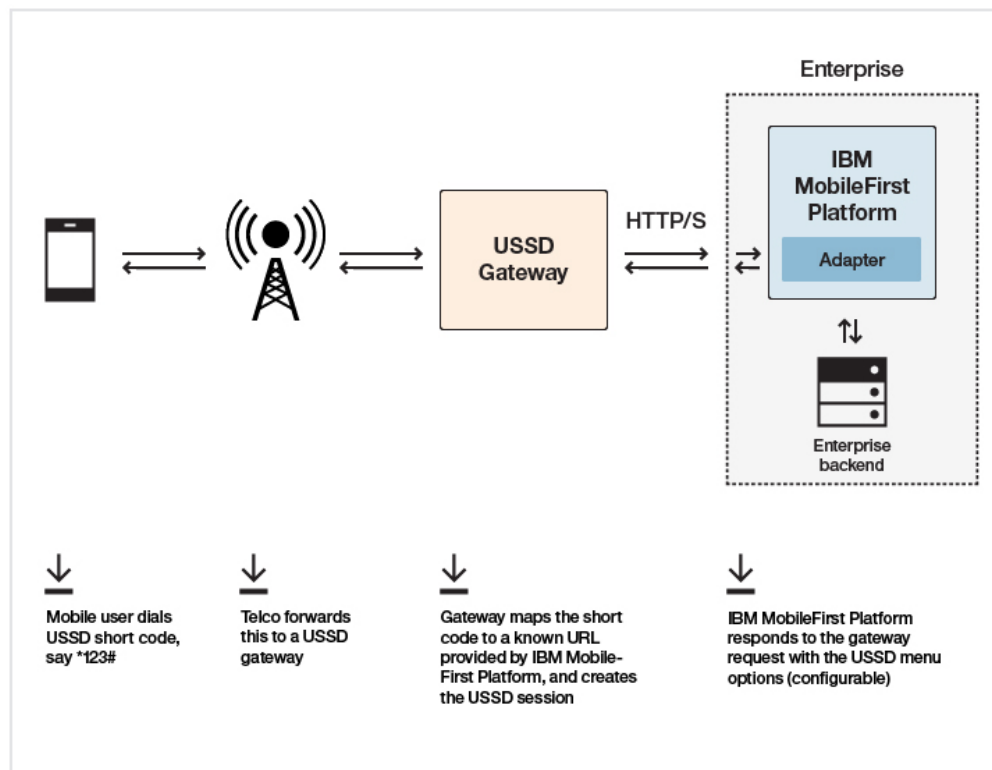 Enterprise
IBM
MobileFirst
Platform
Adapter
HTTP/S
USSD
Gateway
Enterprise
backend
Mobile user dials
USSD short code,
say *123#
Telco forwards
this to a USSD
gateway
Gateway maps the short
code to a known URL
provided by IBM Mobile-
First Platform, and creates
the USSD session
IBM MobileFirst Platform
responds to the gateway
request with the USSD menu
options (configurable)